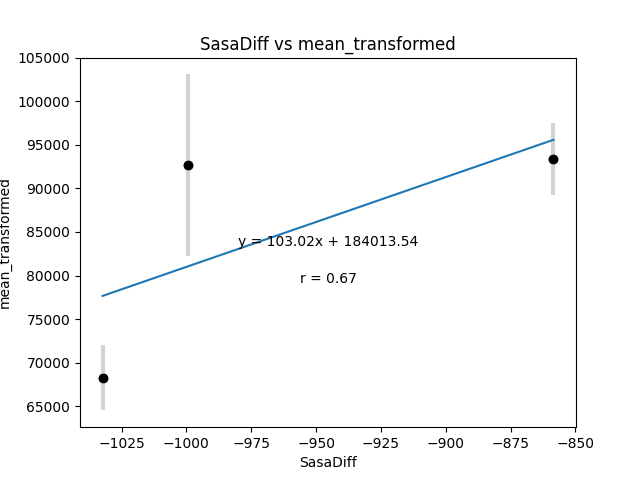 SasaDiff vs mean_transformed
105000
100000
95000
90000
85000
80000
75000
70000
65000
mean_transformed
y = 103.02x + 184013.54
r = 0.67
−1025 −1000 −975 −950 −925 −900 −875 −850
SasaDiff